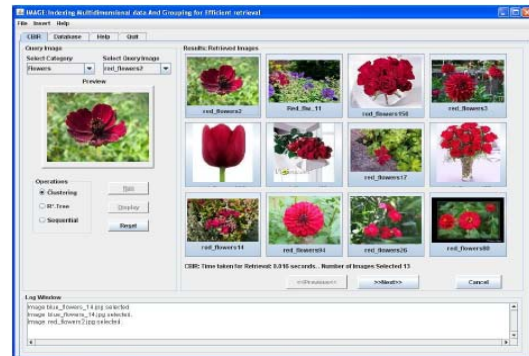 IMAGE: Indexing Multidimensional data And Grouping for Efficient retrieval
File Insert Help
CBIR Database Help Quit
Query Image
Select Category Select Query Image
flowers red_flowers2
Preview
Operations
Clustering Run
R*-Tree Display
Sequential Reset
Results: Retrieved Images
red_flowers2 Red_flw_11 red_flowers158 red_flowers3
red_flowers17
red_flowers14 red_flowers94 red_flowers26 red_flowers80
CBIR: Time taken for Retrieval: 0.016 seconds.. Number of Images Selected 13
<<Previous<< >>Next>> Cancel
Log Window
Image blue_flowers_14.jpg selected
Image blue_flowers_14.jpg selected.
Image red_flowers2.jpg selected.